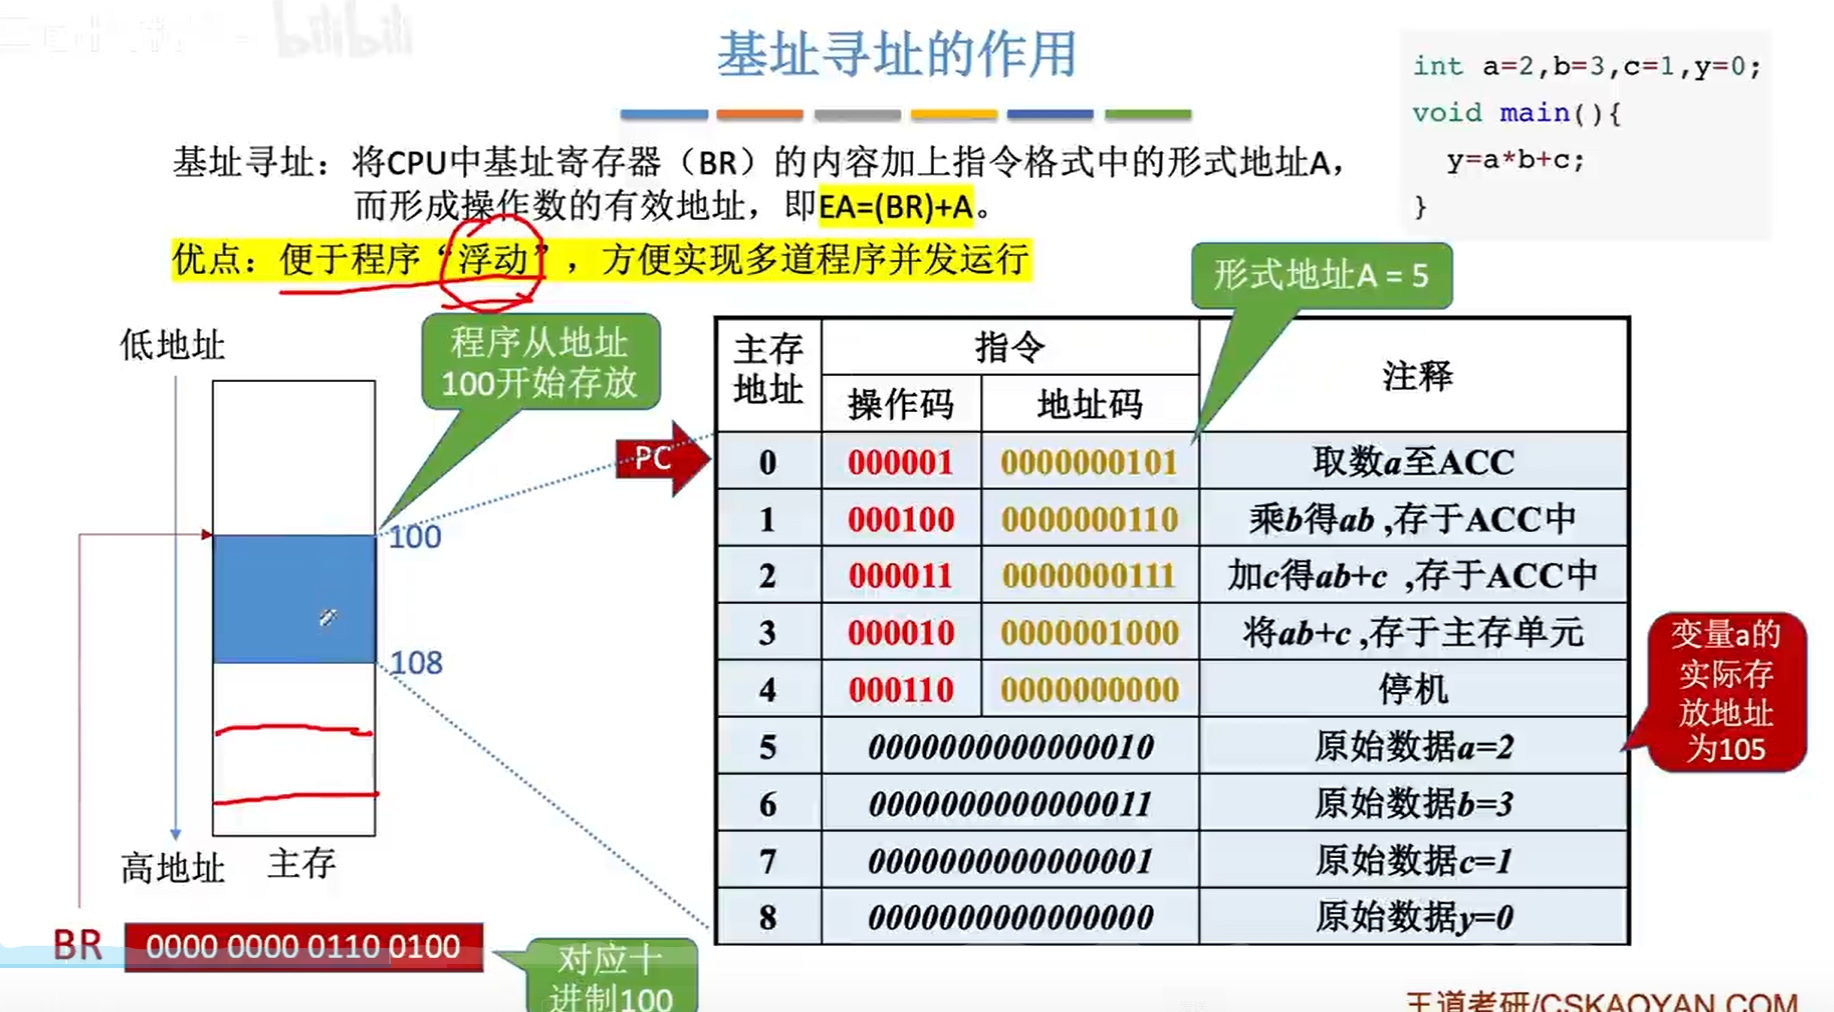 bilibili
基址寻址的作用
int a=2,b=3,c=1,y=0;
void main(){
y=a*b+c;
}
基址寻址：将CPU中基址寄存器（BR）的内容加上指令格式中的形式地址A，
而形成操作数的有效地址，即EA=(BR)+A。
优点：便于程序“浮动”，方便实现多道程序并发运行
形式地址A = 5
低地址
程序从地址
100开始存放
100
108
高地址
主存
BR
0000 0000 0110 0100
对应十
进制100
PC
主存
地址
指令
注释
操作码 地址码
0 000001 0000000101 取数a至ACC
1 000100 0000000110 乘b得ab ,存于ACC中
2 000011 0000000111 加c得ab+c ,存于ACC中
3 000010 0000001000 将ab+c ,存于主存单元
4 000110 0000000000 停机
5 0000000000000010 原始数据a=2
6 0000000000000011 原始数据b=3
7 0000000000000001 原始数据c=1
8 0000000000000000 原始数据y=0
变量a的
实际存
放地址
为105
王道考研/CSKAOYAN.COM